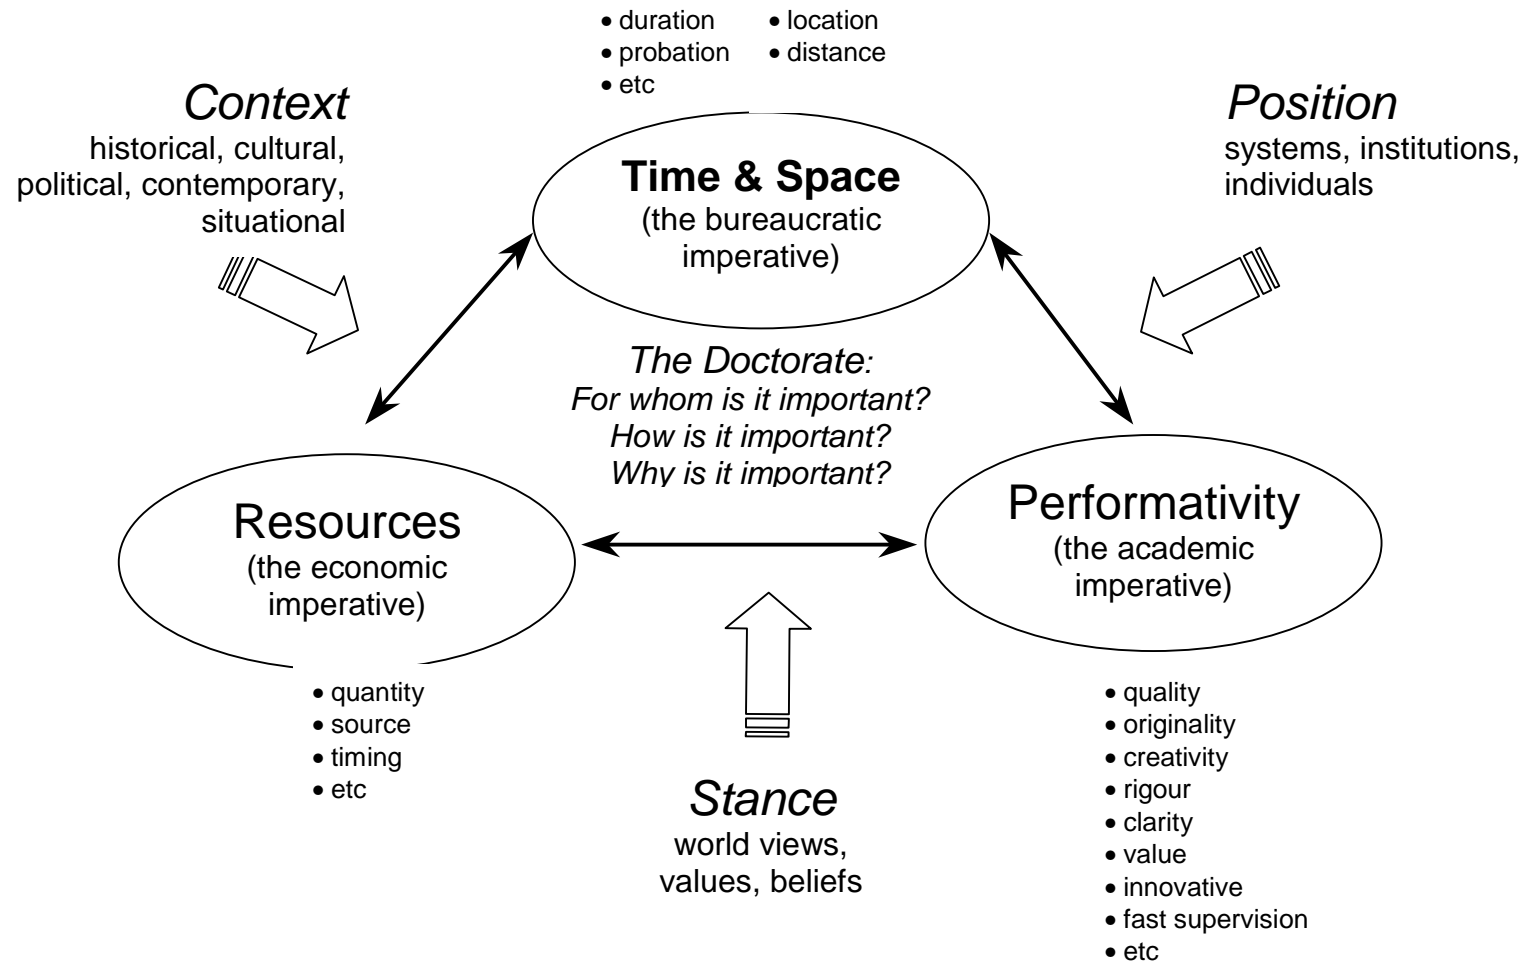 • duration
• probation
• etc
• location
• distance
Context
historical, cultural,
political, contemporary,
situational
Position
systems, institutions,
individuals
Time & Space
(the bureaucratic
imperative)
The Doctorate:
For whom is it important?
How is it important?
Why is it important?
Resources
(the economic
imperative)
Performativity
(the academic
imperative)
• quantity
• source
• timing
• etc
Stance
world views,
values, beliefs
• quality
• originality
• creativity
• rigour
• clarity
• value
• innovative
• fast supervision
• etc